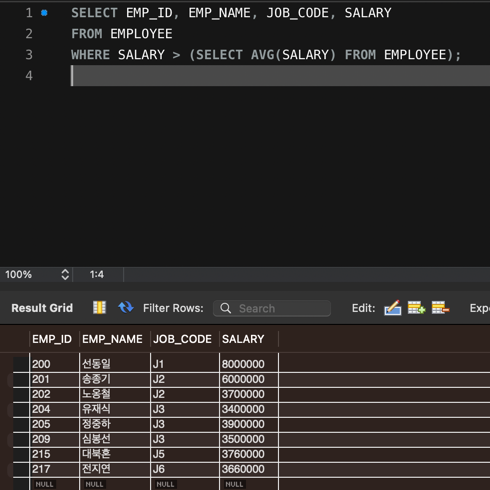 1 SELECT EMP_ID, EMP_NAME, JOB_CODE, SALARY
2 FROM EMPLOYEE
3 WHERE SALARY > (SELECT AVG(SALARY) FROM EMPLOYEE);
4
100% 1:4
Result Grid Filter Rows: Search Edit: Expo
EMP_ID EMP_NAME JOB_CODE SALARY
200 선동일 J1 8000000
201 송종기 J2 6000000
202 노옹철 J2 3700000
204 유재식 J3 3400000
205 정중하 J3 3900000
209 심봉선 J3 3500000
215 대북혼 J5 3760000
217 전지연 J6 3660000
NULL NULL NULL NULL